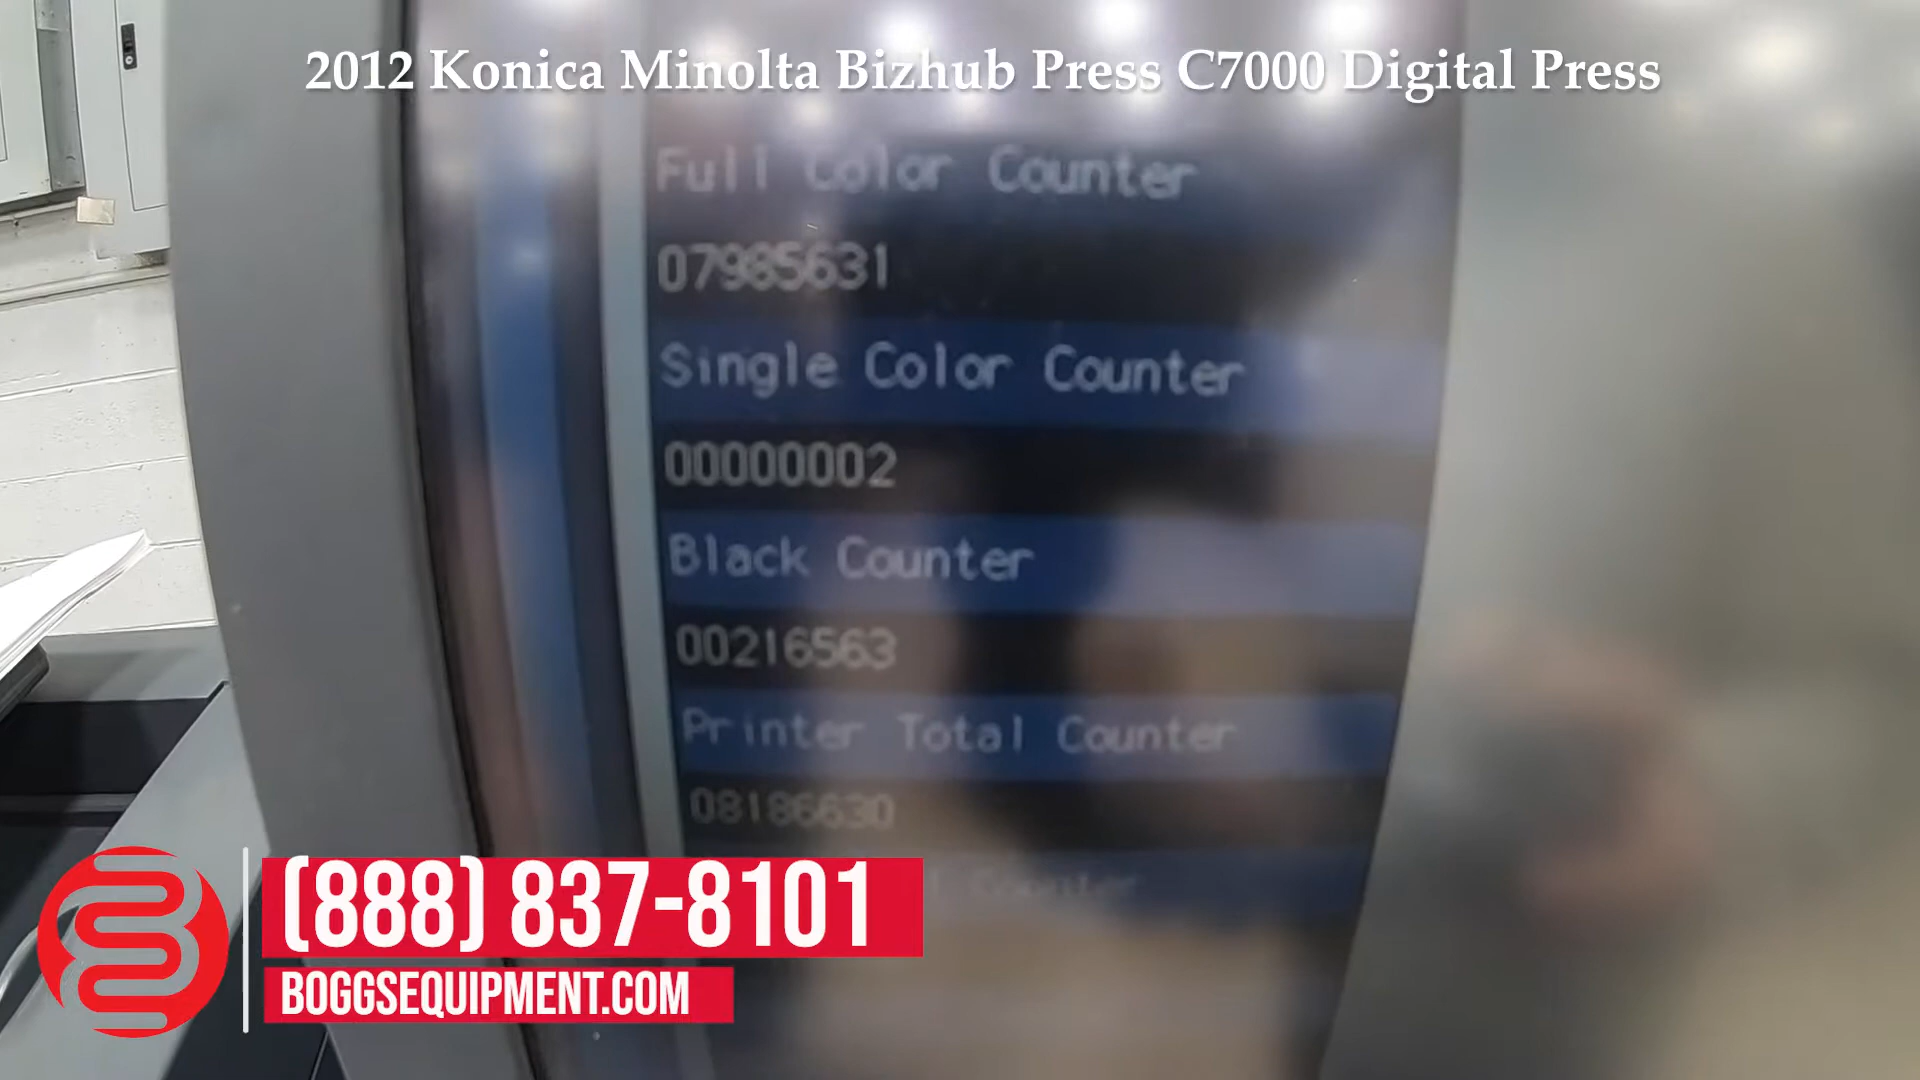 2012 Konica Minolta Bizhub Press C7000 Digital Press
Full Color Counter
07985631
Single Color Counter
00000002
Black Counter
00216563
Printer Total Counter
08186630
Counter
(888) 837-8101
BOGGSEQUIPMENT.COM